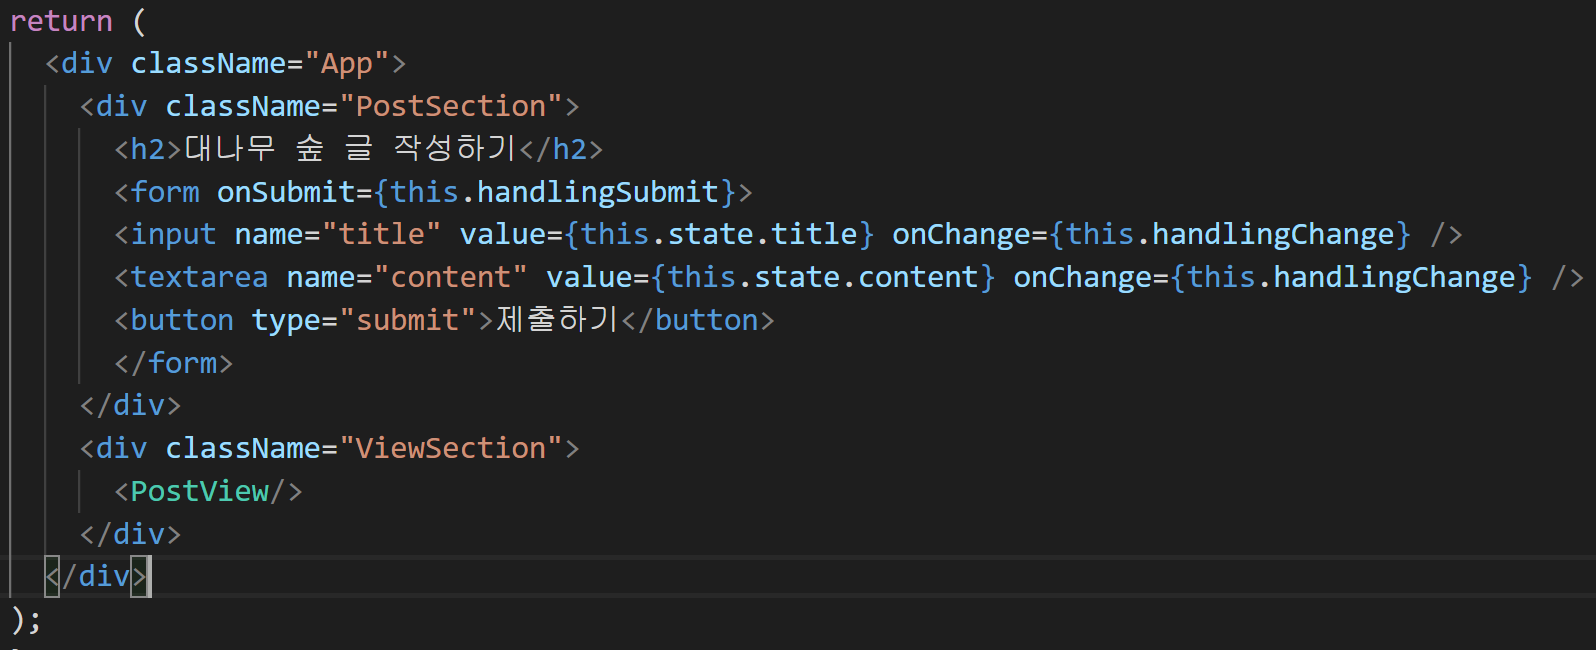 return (
<div className="App">
<div className="PostSection">
<h2>대나무 숲 글 작성하기</h2>
<form onSubmit={this.handlingSubmit}>
<input name="title" value={this.state.title} onChange={this.handlingChange} />
<textarea name="content" value={this.state.content} onChange={this.handlingChange} />
<button type="submit">제출하기</button>
</form>
</div>
<div className="ViewSection">
<PostView/>
</div>
</div>
);